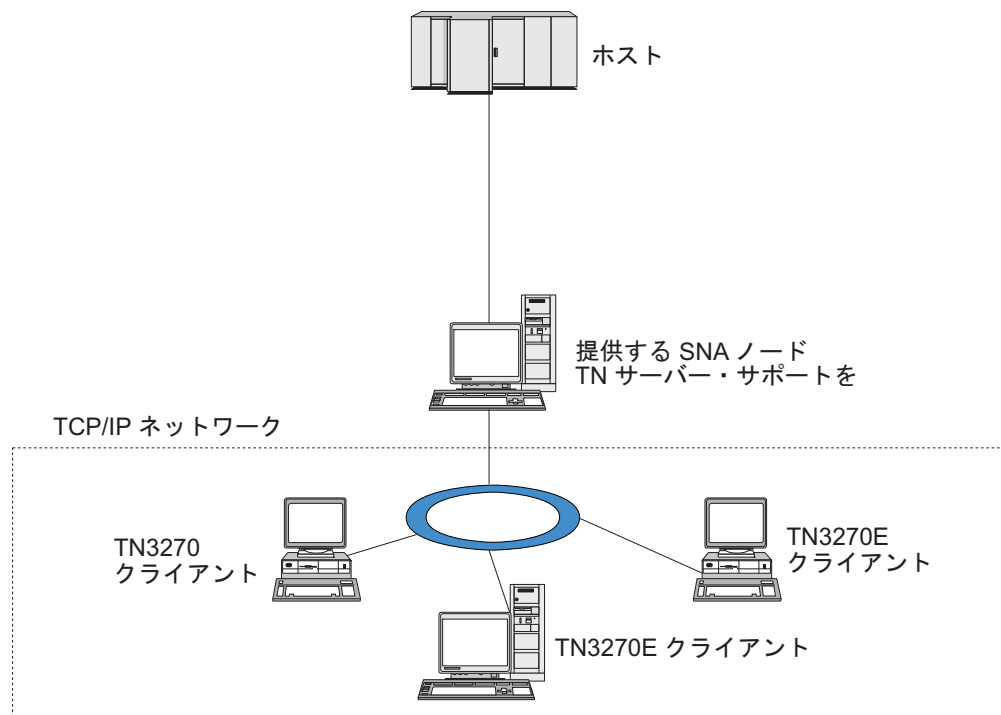 ホスト
提供する SNA ノード
TN サーバー・サポートを
TCP/IP ネットワーク
TN3270
クライアント
TN3270E
クライアント
TN3270E クライアント